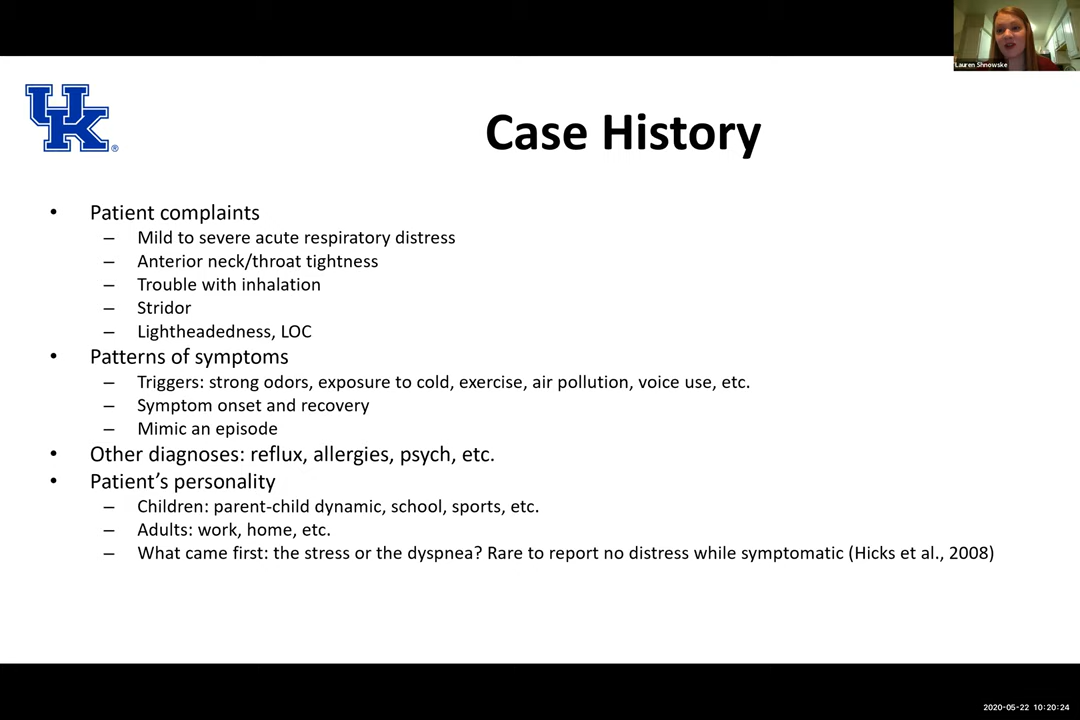 Lauren Shnowske
UK®
Case History
• Patient complaints
– Mild to severe acute respiratory distress
– Anterior neck/throat tightness
– Trouble with inhalation
– Stridor
– Lightheadedness, LOC
• Patterns of symptoms
– Triggers: strong odors, exposure to cold, exercise, air pollution, voice use, etc.
– Symptom onset and recovery
– Mimic an episode
• Other diagnoses: reflux, allergies, psych, etc.
• Patient’s personality
– Children: parent-child dynamic, school, sports, etc.
– Adults: work, home, etc.
– What came first: the stress or the dyspnea? Rare to report no distress while symptomatic (Hicks et al., 2008)
2020-05-22 10:20:24